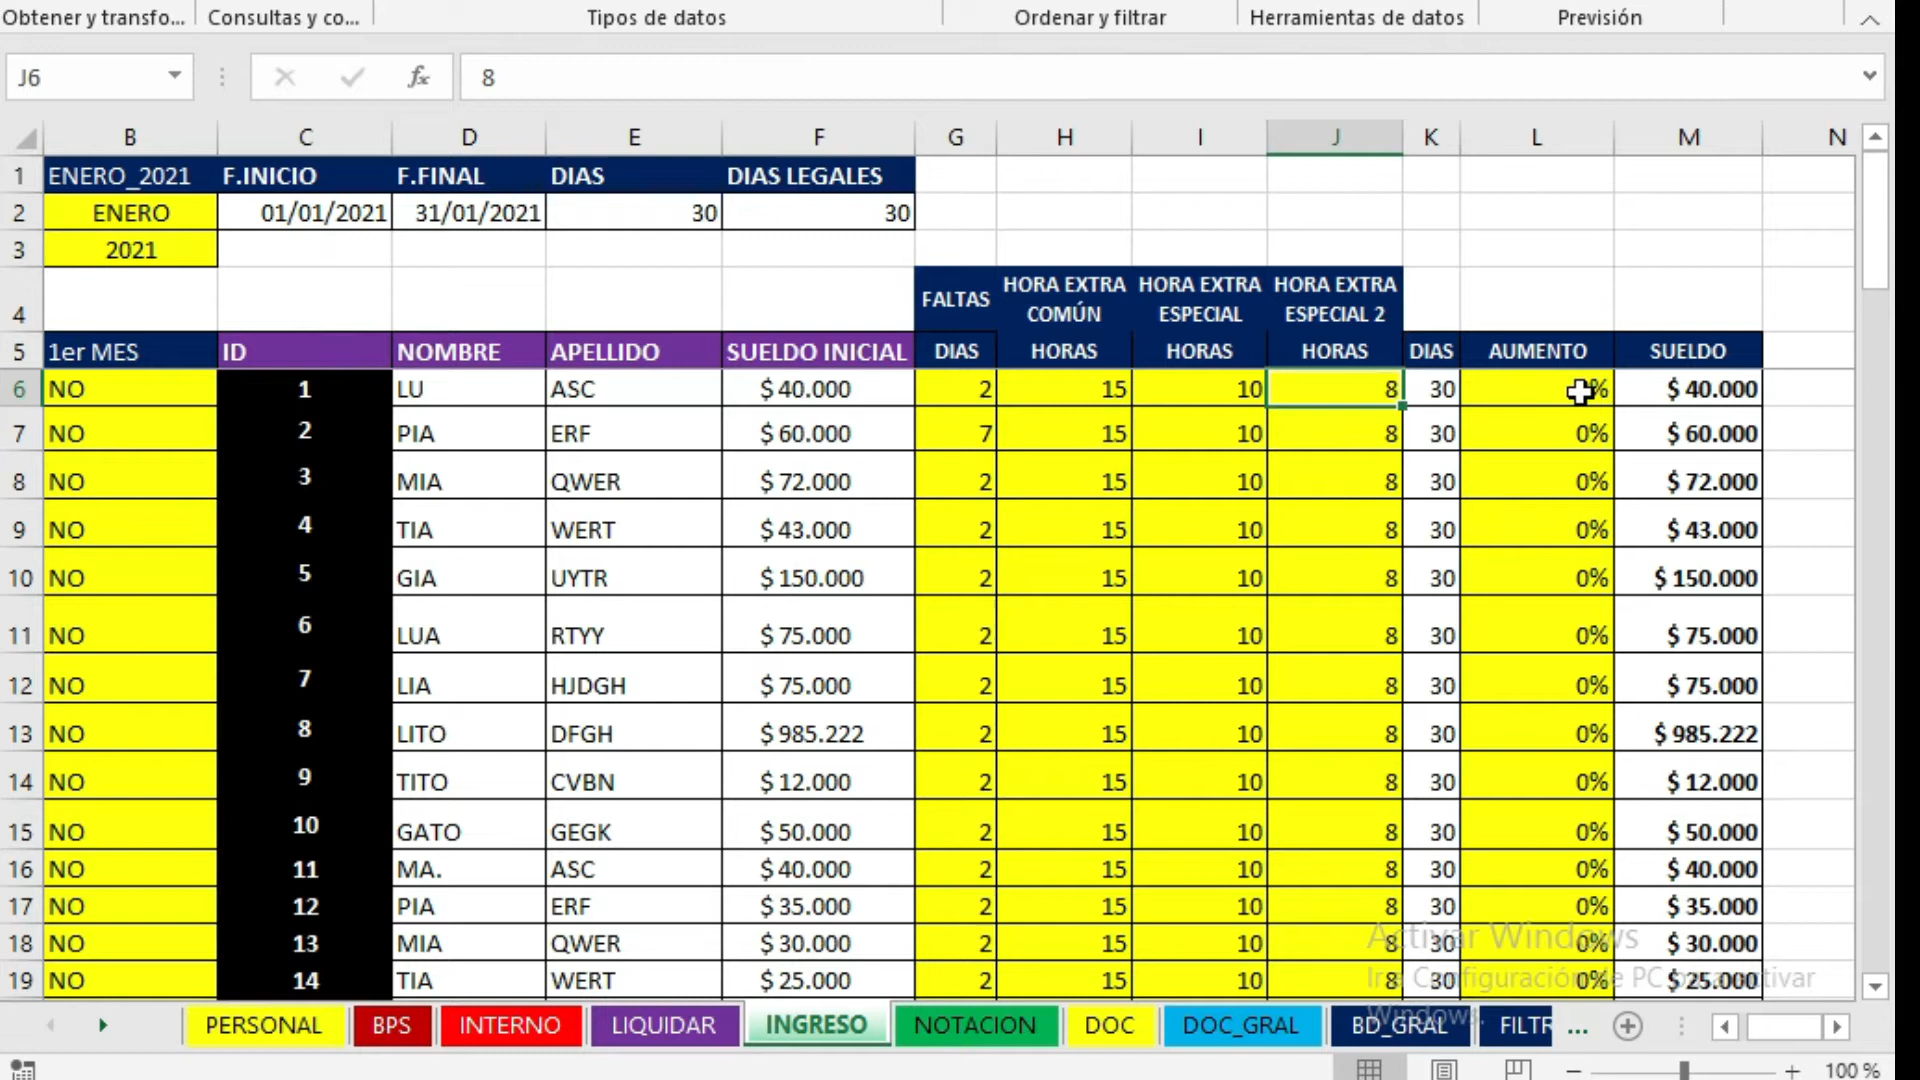 Obtener y transfo... Consultas y co... Tipos de datos Ordenar y filtrar Herramientas de datos Previsión
J6 fx 8
B C D E F G H I J K L M N
1 ENERO_2021 F.INICIO F.FINAL DIAS DIAS LEGALES
2 ENERO 01/01/2021 31/01/2021 30 30
3 2021
4 FALTAS HORA EXTRA COMÚN HORA EXTRA ESPECIAL HORA EXTRA ESPECIAL 2
5 1er MES ID NOMBRE APELLIDO SUELDO INICIAL DIAS HORAS HORAS HORAS DIAS AUMENTO SUELDO
6 NO 1 LU ASC $ 40.000 2 15 10 8 30 % $ 40.000
7 NO 2 PIA ERF $ 60.000 7 15 10 8 30 0% $ 60.000
8 NO 3 MIA QWER $ 72.000 2 15 10 8 30 0% $ 72.000
9 NO 4 TIA WERT $ 43.000 2 15 10 8 30 0% $ 43.000
10 NO 5 GIA UYTR $ 150.000 2 15 10 8 30 0% $ 150.000
11 NO 6 LUA RTYY $ 75.000 2 15 10 8 30 0% $ 75.000
12 NO 7 LIA HJDGH $ 75.000 2 15 10 8 30 0% $ 75.000
13 NO 8 LITO DFGH $ 985.222 2 15 10 8 30 0% $ 985.222
14 NO 9 TITO CVBN $ 12.000 2 15 10 8 30 0% $ 12.000
15 NO 10 GATO GEGK $ 50.000 2 15 10 8 30 0% $ 50.000
16 NO 11 MA. ASC $ 40.000 2 15 10 8 30 0% $ 40.000
17 NO 12 PIA ERF $ 35.000 2 15 10 8 30 0% $ 35.000
18 NO 13 MIA QWER $ 30.000 2 15 10 8 30 0% $ 30.000
19 NO 14 TIA WERT $ 25.000 2 15 10 8 30 0% $ 25.000
Activar Windows
Ir a Configuración de PC para activar
Windows.
PERSONAL BPS INTERNO LIQUIDAR INGRESO NOTACION DOC DOC_GRAL BD_GRAL FILTR ...
100 %